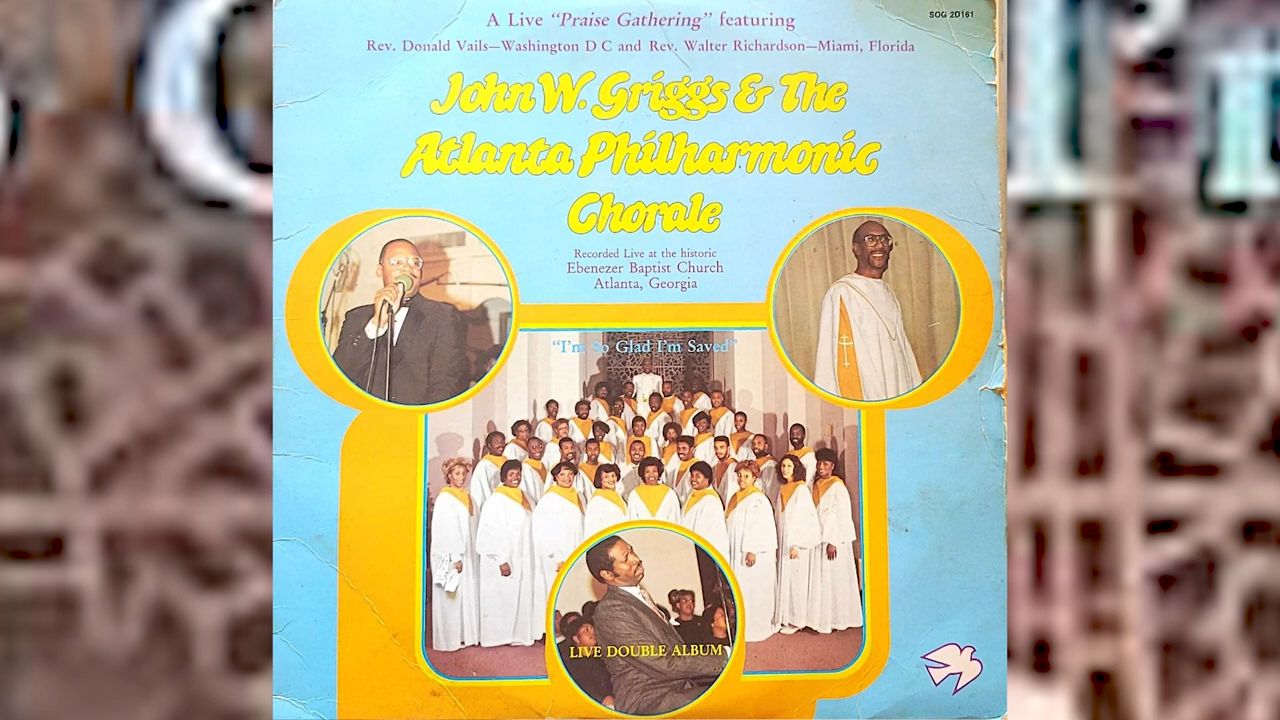 A Live "Praise Gathering" featuring
SOG 2D161
Rev. Donald Vails—Washington D C and Rev. Walter Richardson—Miami, Florida
John W. Griggs & The
Atlanta Philharmonic
Chorale
Recorded Live at the historic
Ebenezer Baptist Church
Atlanta, Georgia
"I'm So Glad I'm Saved"
LIVE DOUBLE ALBUM